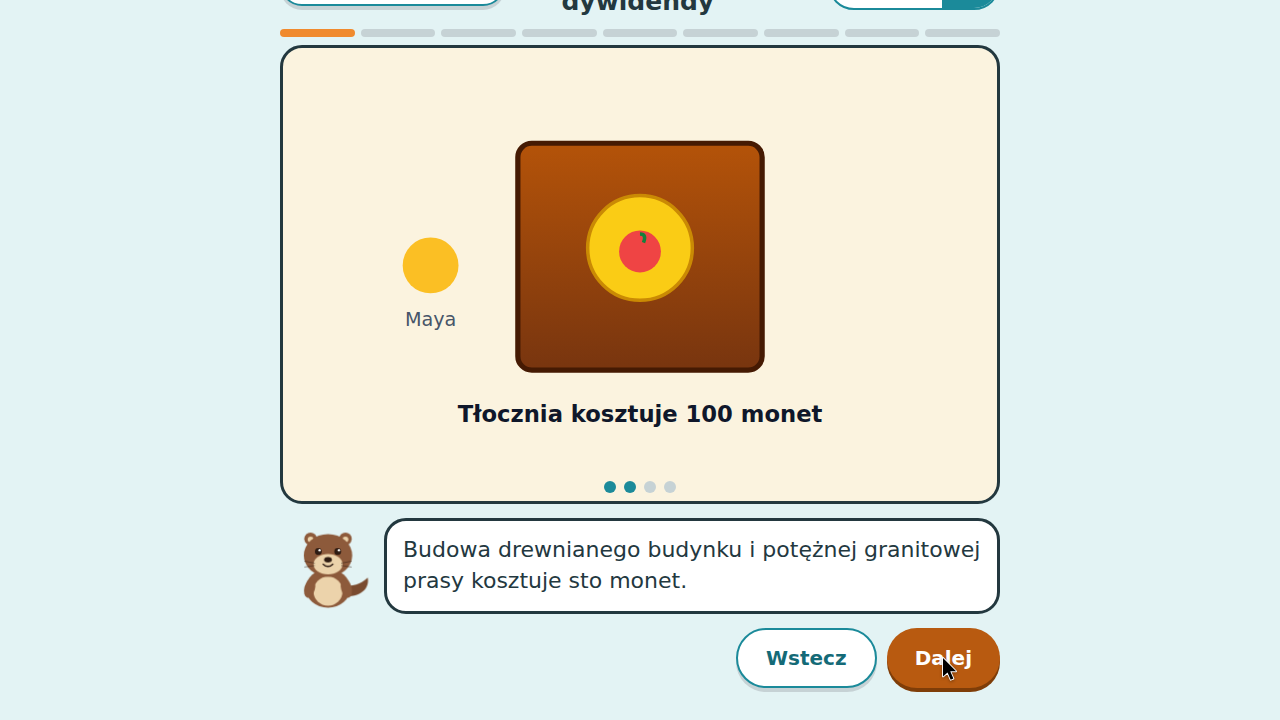 dywidendy
Maya
Tłocznia kosztuje 100 monet
Budowa drewnianego budynku i potężnej granitowej
prasy kosztuje sto monet.
Wstecz
Dalej